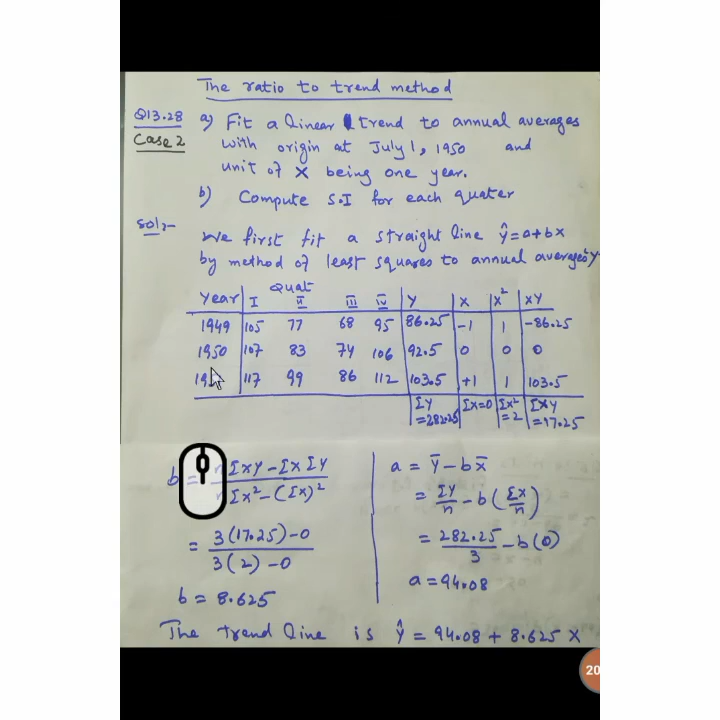 The ratio to trend method
Q13.28 a) Fit a linear trend to annual averages
Case 2 with origin at July 1, 1950 and
unit of X being one year.
b) Compute S.I for each quater
Sol:- We first fit a straight line Ŷ=a+bx
by method of least squares to annual averages Y
Quat
Year I II III IV Y X X² XY
1949 105 77 68 95 86.25 -1 1 -86.25
1950 107 83 74 106 92.5 0 0 0
117 99 86 112 103.5 +1 1 103.5
ΣY =282.25 ΣX=0 ΣX² =2 ΣXY =17.25
b = ΣXY - ΣX ΣY / ΣX² - (ΣX)²
= 3(17.25)-0 / 3(2)-0
b = 8.625
a = Ȳ - bX̄
= ΣY/n - b(ΣX/n)
= 282.25/3 - b(0)
a = 94.08
The trend line is Ŷ = 94.08 + 8.625 X
20